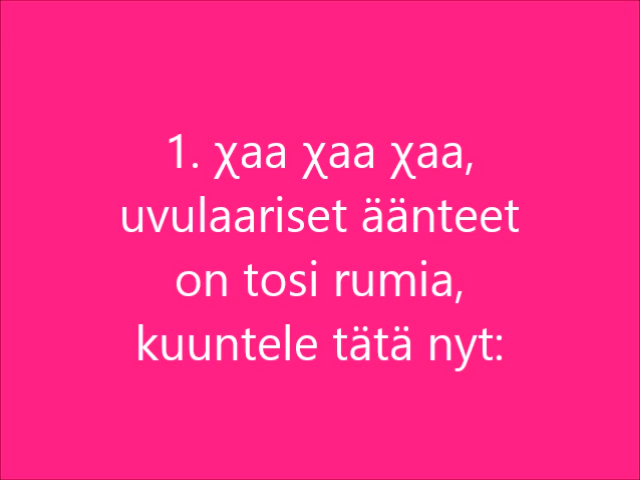 1. χaa χaa χaa,
uvulaariset äänteet
on tosi rumia,
kuuntele tätä nyt: